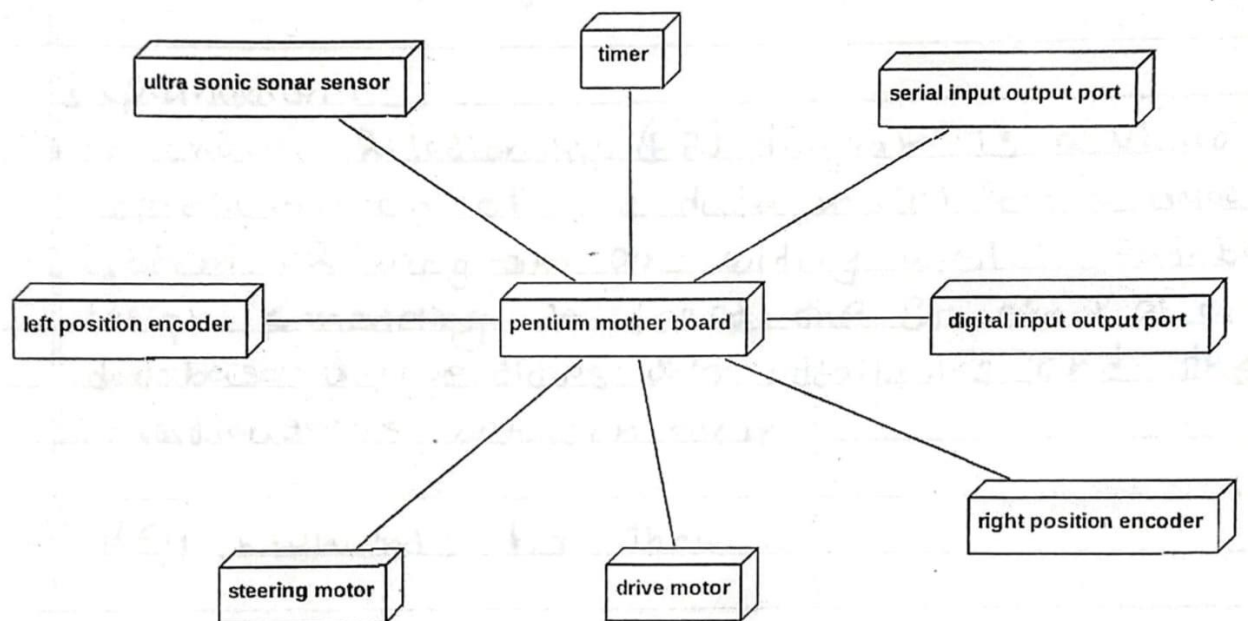 timer
ultra sonic sonar sensor
serial input output port
left position encoder
pentium mother board
digital input output port
right position encoder
steering motor
drive motor